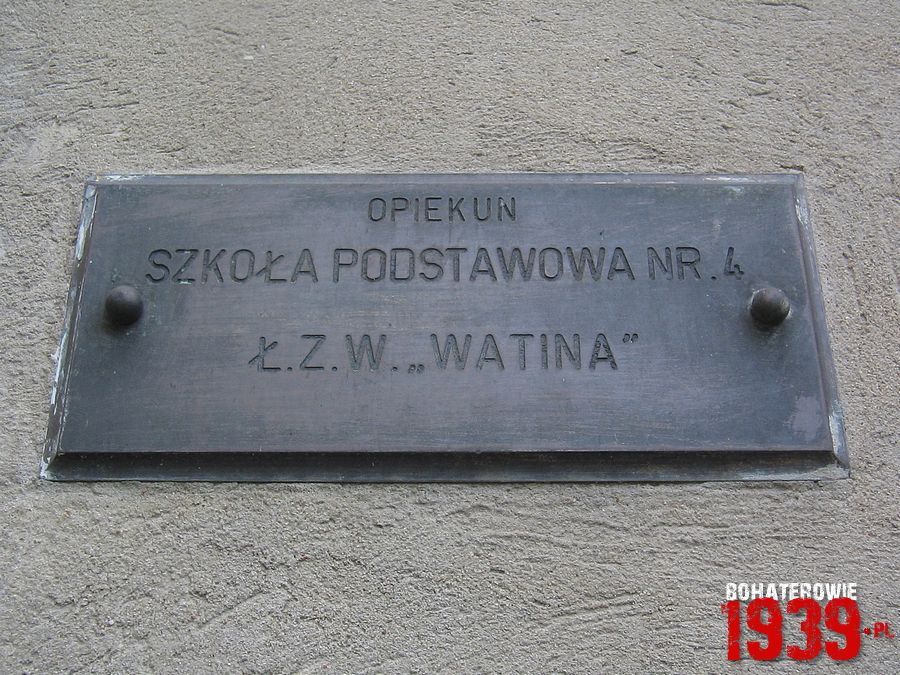 OPIEKUN
SZKOŁA PODSTAWOWA NR. 4
Ł.Z.W. „WATINA”
BOHATEROWIE
1939.PL